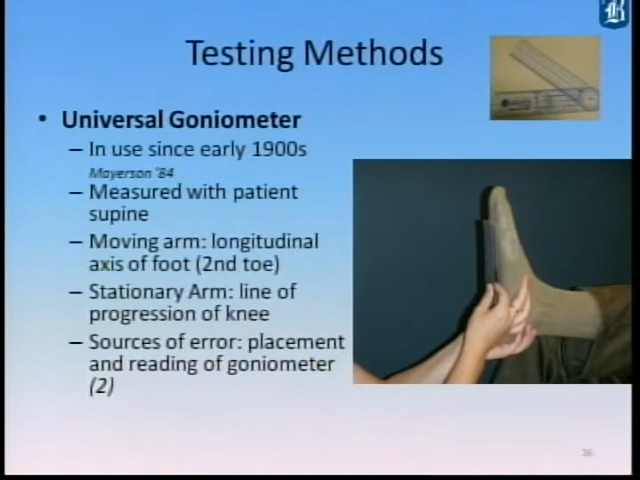 Testing Methods
• Universal Goniometer
– In use since early 1900s
Mayerson '84
– Measured with patient
supine
– Moving arm: longitudinal
axis of foot (2nd toe)
– Stationary Arm: line of
progression of knee
– Sources of error: placement
and reading of goniometer
(2)
36